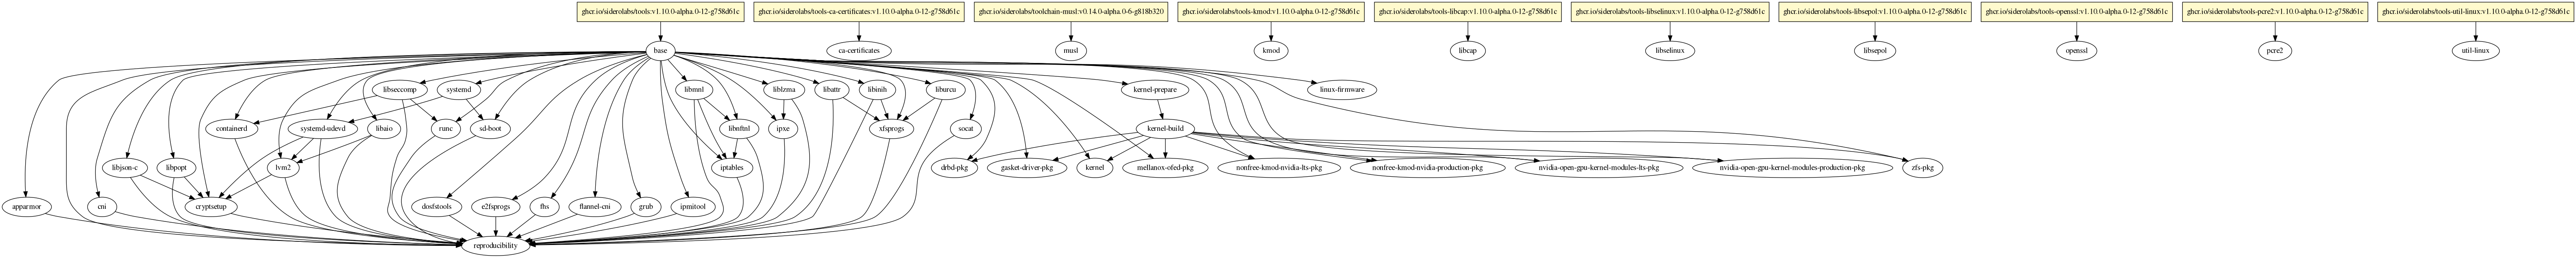 ghcr.io/siderolabs/tools:v1.10.0-alpha.0-12-g758d61c
ghcr.io/siderolabs/tools-ca-certificates:v1.10.0-alpha.0-12-g758d61c
ghcr.io/siderolabs/toolchain-musl:v0.14.0-alpha.0-6-g818b320
ghcr.io/siderolabs/tools-kmod:v1.10.0-alpha.0-12-g758d61c
ghcr.io/siderolabs/tools-libcap:v1.10.0-alpha.0-12-g758d61c
ghcr.io/siderolabs/tools-libselinux:v1.10.0-alpha.0-12-g758d61c
ghcr.io/siderolabs/tools-libsepol:v1.10.0-alpha.0-12-g758d61c
ghcr.io/siderolabs/tools-openssl:v1.10.0-alpha.0-12-g758d61c
ghcr.io/siderolabs/tools-pcre2:v1.10.0-alpha.0-12-g758d61c
ghcr.io/siderolabs/tools-util-linux:v1.10.0-alpha.0-12-g758d61c
base
ca-certificates
musl
kmod
libcap
libselinux
libsepol
openssl
pcre2
util-linux
libseccomp
systemd
libmnl
liblzma
libattr
libinih
liburcu
kernel-prepare
linux-firmware
containerd
systemd-udevd
libaio
runc
sd-boot
libnftnl
ipxe
xfsprogs
socat
kernel-build
libjson-c
libpopt
lvm2
iptables
drbd-pkg
gasket-driver-pkg
kernel
mellanox-ofed-pkg
nonfree-kmod-nvidia-lts-pkg
nonfree-kmod-nvidia-production-pkg
nvidia-open-gpu-kernel-modules-lts-pkg
nvidia-open-gpu-kernel-modules-production-pkg
zfs-pkg
apparmor
cni
cryptsetup
dosfstools
e2fsprogs
fhs
flannel-cni
grub
ipmitool
reproducibility